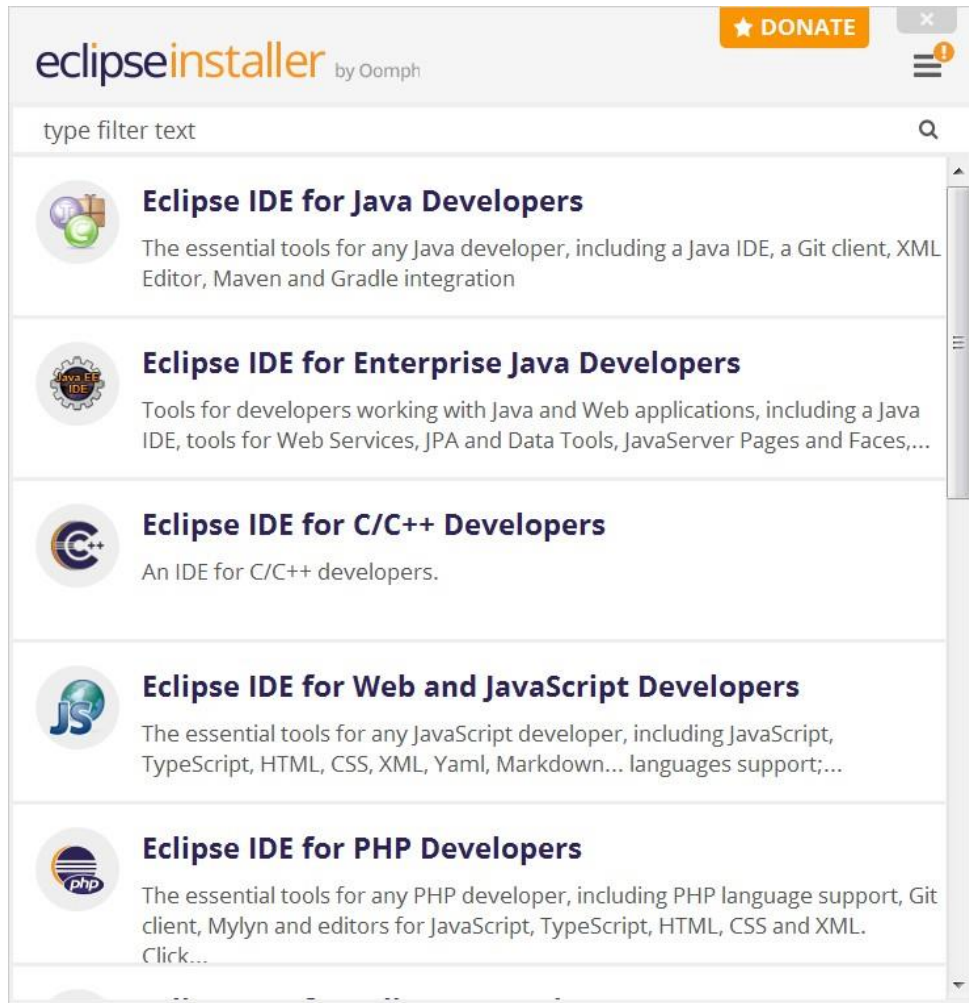 ★ DONATE
eclipseinstaller by Oomph
type filter text
Eclipse IDE for Java Developers
The essential tools for any Java developer, including a Java IDE, a Git client, XML
Editor, Maven and Gradle integration
Java EE
IDE
Eclipse IDE for Enterprise Java Developers
Tools for developers working with Java and Web applications, including a Java
IDE, tools for Web Services, JPA and Data Tools, JavaServer Pages and Faces,...
C++
Eclipse IDE for C/C++ Developers
An IDE for C/C++ developers.
JS
Eclipse IDE for Web and JavaScript Developers
The essential tools for any JavaScript developer, including JavaScript,
TypeScript, HTML, CSS, XML, Yaml, Markdown... languages support;...
php
Eclipse IDE for PHP Developers
The essential tools for any PHP developer, including PHP language support, Git
client, Mylyn and editors for JavaScript, TypeScript, HTML, CSS and XML.
Click...